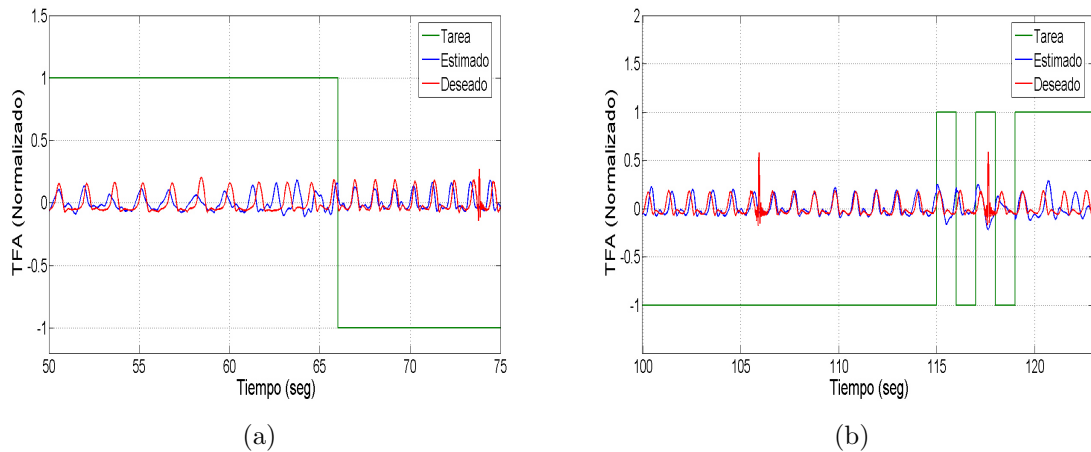 1.5
1
0.5
0
-0.5
-1
50
55
60
65
70
75
TFA (Normalizado)
Tiempo (seg)
Tarea
Estimado
Deseado
(a)
2
1.5
1
0.5
0
-0.5
-1
100
105
110
115
120
TFA (Normalizado)
Tiempo (seg)
Tarea
Estimado
Deseado
(b)